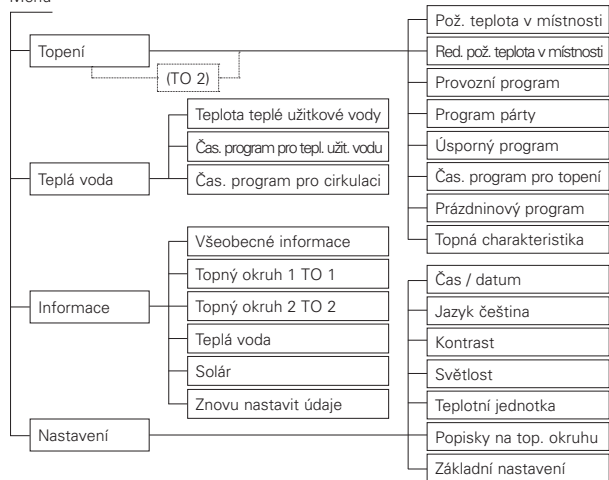 Menu
Topení
(TO 2)
Pož. teplota v místnosti
Red. pož. teplota v místnosti
Provozní program
Program párty
Úsporný program
Čas. program pro topení
Prázdninový program
Topná charakteristika
Teplá voda
Teplota teplé užitkové vody
Čas. program pro tepl. užit. vodu
Čas. program pro cirkulaci
Informace
Všeobecné informace
Topný okruh 1 TO 1
Topný okruh 2 TO 2
Teplá voda
Solár
Znovu nastavit údaje
Nastavení
Čas / datum
Jazyk čeština
Kontrast
Světlost
Teplotní jednotka
Popisky na top. okruhu
Základní nastavení